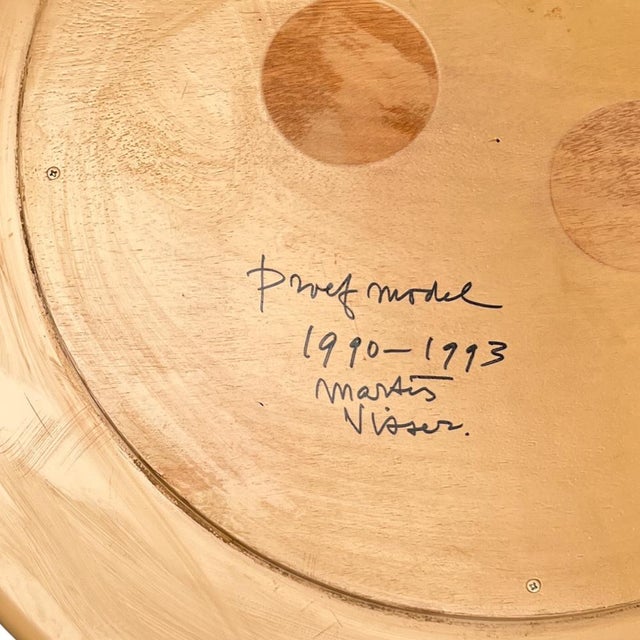 proef model
1990-1993
Martin
Visser.